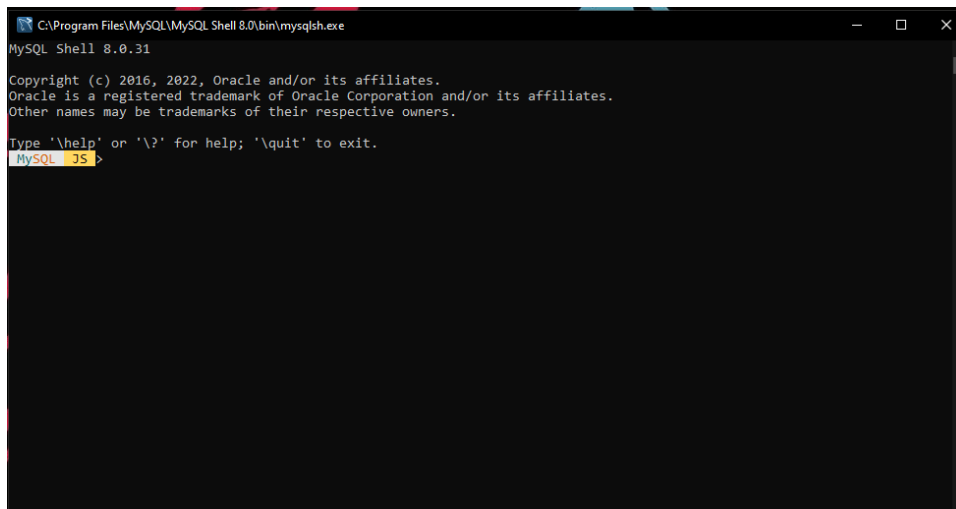 C:\Program Files\MySQL\MySQL Shell 8.0\bin\mysqlsh.exe
MySQL Shell 8.0.31
Copyright (c) 2016, 2022, Oracle and/or its affiliates.
Oracle is a registered trademark of Oracle Corporation and/or its affiliates.
Other names may be trademarks of their respective owners.
Type '\help' or '\?' for help; '\quit' to exit.
MySQL JS >